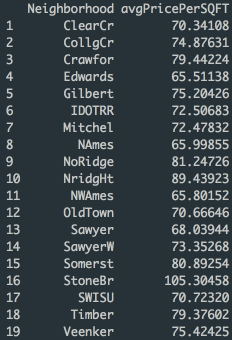 Neighborhood avgPricePerSQFT
1 ClearCr 70.34108
2 CollgCr 74.87631
3 Crawfor 79.44224
4 Edwards 65.51138
5 Gilbert 75.20426
6 IDOTRR 72.50683
7 Mitchel 72.47832
8 NAmes 65.99855
9 NoRidge 81.24726
10 NridgHt 89.43923
11 NWAmes 65.80152
12 OldTown 70.66646
13 Sawyer 68.03944
14 SawyerW 73.35268
15 Somerst 80.89254
16 StoneBr 105.30458
17 SWISU 70.72320
18 Timber 79.37602
19 Veenker 75.42425